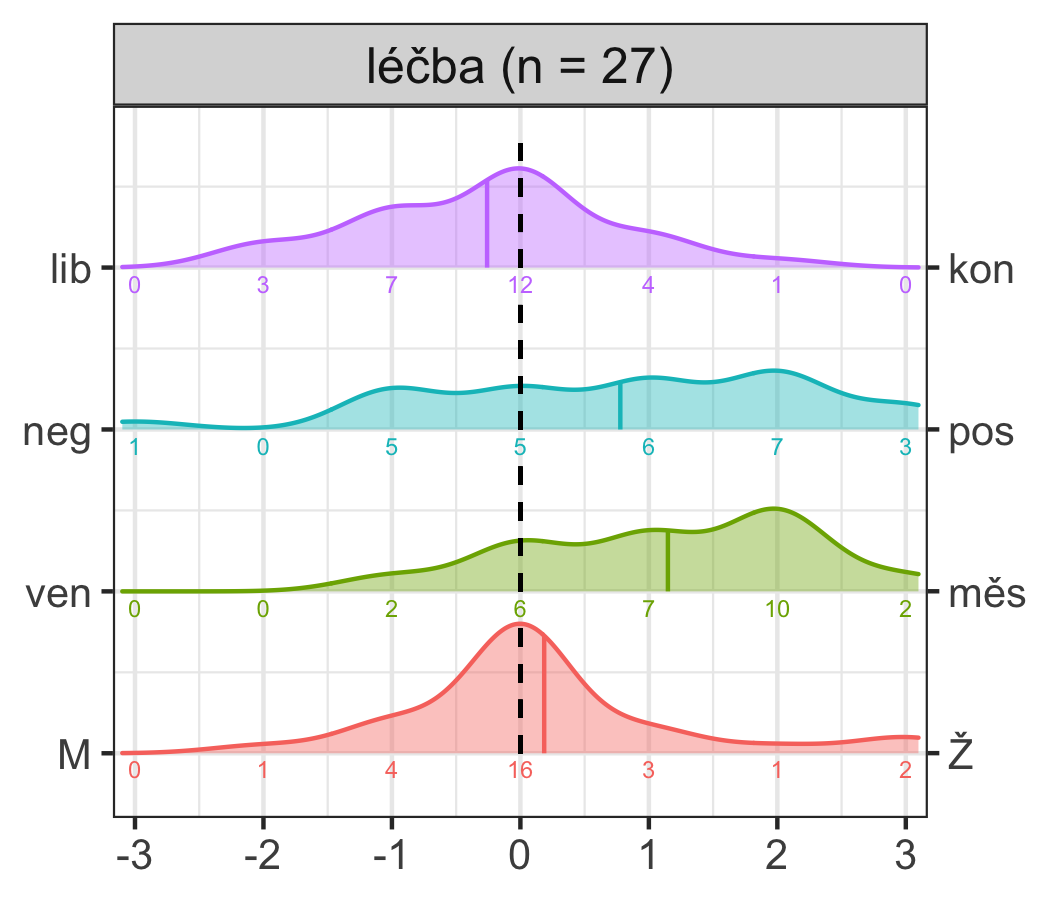 léčba (n = 27)
lib kon
0 3 7 12 4 1 0
neg pos
1 0 5 5 6 7 3
ven měs
0 0 2 6 7 10 2
M Ž
0 1 4 16 3 1 2
-3 -2 -1 0 1 2 3